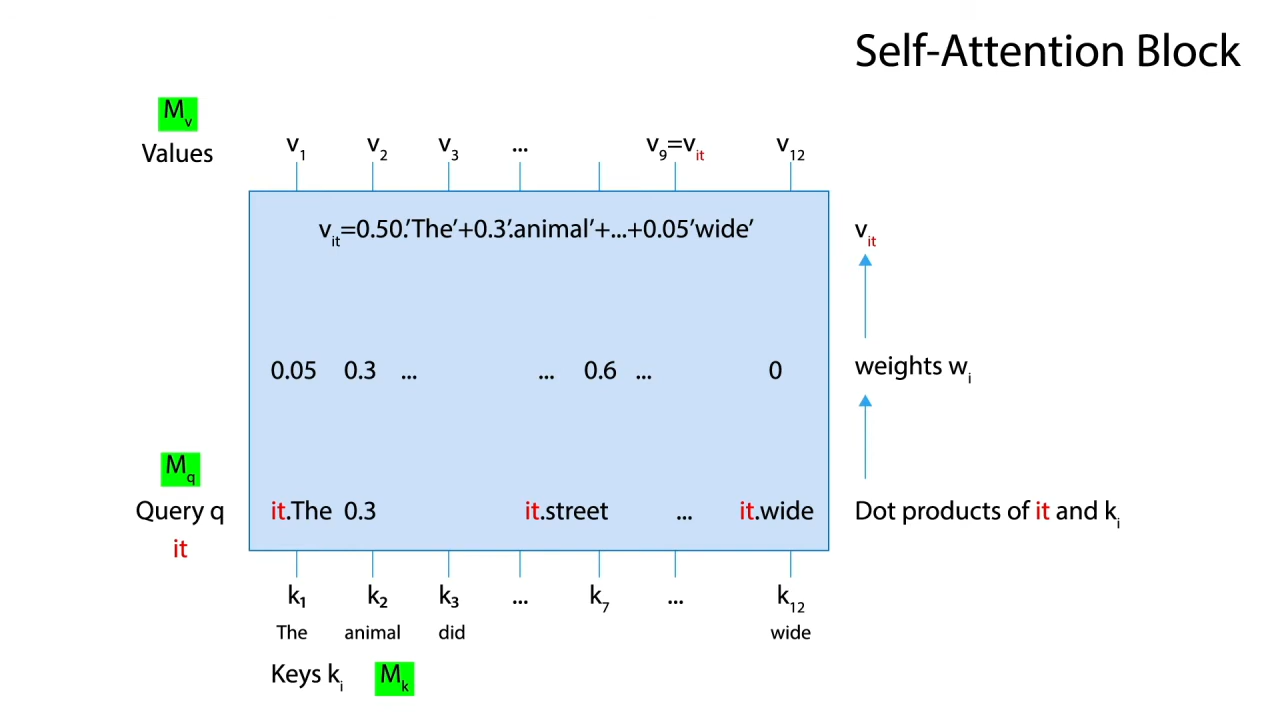 Self-Attention Block
Mv
Values
v1 v2 v3 ... v9=vit v12
vit=0.50.’The’+0.3’.animal’+...+0.05’wide’
vit
0.05 0.3 ... ... 0.6 ... 0
weights wi
Mq
Query q
it
it.The 0.3 it.street ... it.wide
Dot products of it and ki
k1 k2 k3 ... k7 ... k12
The animal did wide
Keys ki Mk